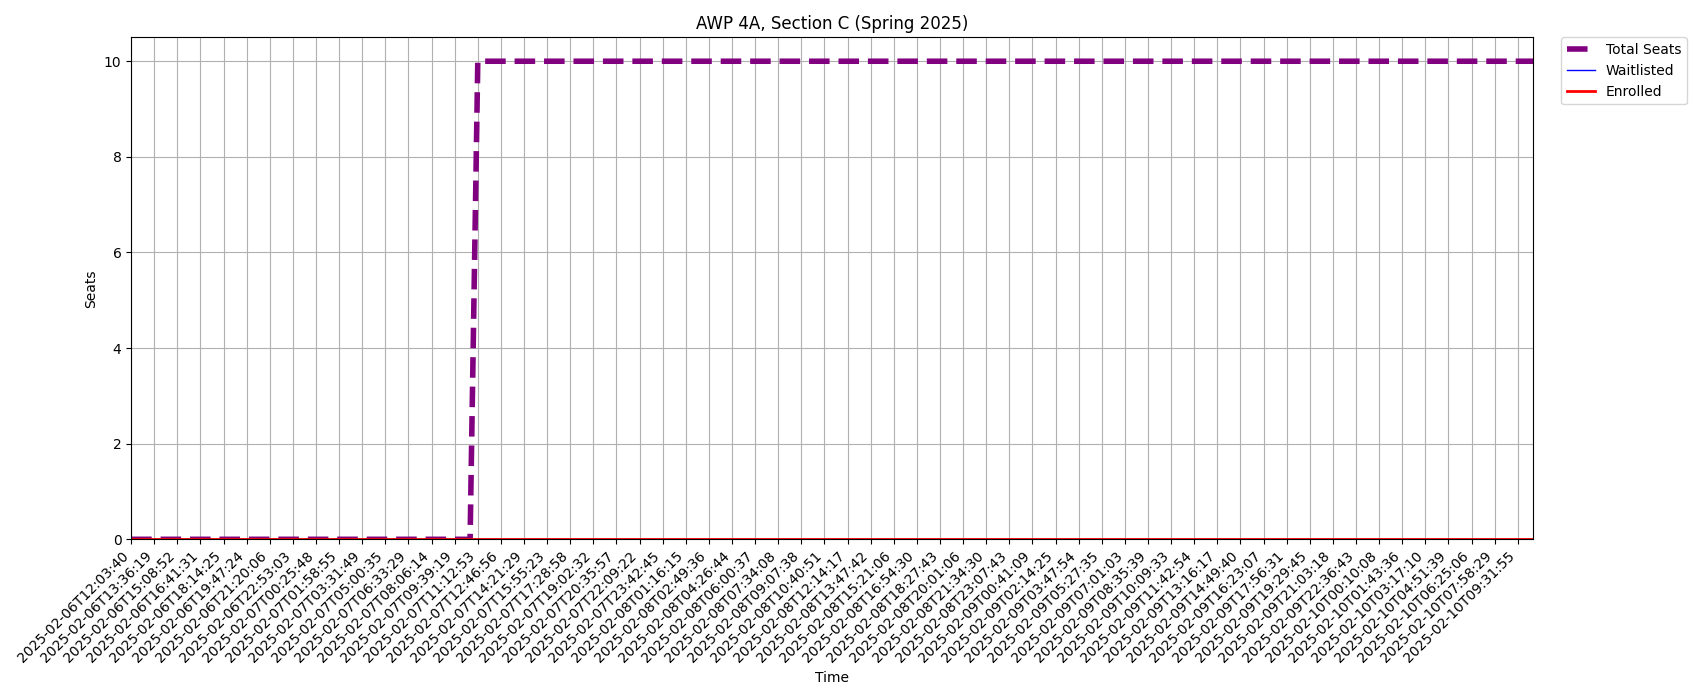 AWP 4A, Section C (Spring 2025)
Total Seats
Waitlisted
Enrolled
10
8
6
4
2
0
Seats
2025-02-06T12:03:40
2025-02-06T13:36:19
2025-02-06T15:08:52
2025-02-06T16:41:31
2025-02-06T18:14:25
2025-02-06T19:47:24
2025-02-06T21:20:06
2025-02-06T22:53:03
2025-02-07T00:25:48
2025-02-07T01:58:55
2025-02-07T03:31:49
2025-02-07T05:00:35
2025-02-07T06:33:29
2025-02-07T08:06:14
2025-02-07T09:39:19
2025-02-07T11:12:53
2025-02-07T12:46:56
2025-02-07T14:21:29
2025-02-07T15:55:23
2025-02-07T17:28:58
2025-02-07T19:02:32
2025-02-07T20:35:57
2025-02-07T22:09:22
2025-02-07T23:42:45
2025-02-08T01:16:15
2025-02-08T02:49:36
2025-02-08T04:26:44
2025-02-08T06:00:37
2025-02-08T07:34:08
2025-02-08T09:07:38
2025-02-08T10:40:51
2025-02-08T12:14:17
2025-02-08T13:47:42
2025-02-08T15:21:06
2025-02-08T16:54:30
2025-02-08T18:27:43
2025-02-08T20:01:06
2025-02-08T21:34:30
2025-02-08T23:07:43
2025-02-09T00:41:09
2025-02-09T02:14:25
2025-02-09T03:47:54
2025-02-09T05:27:35
2025-02-09T07:01:03
2025-02-09T08:35:39
2025-02-09T10:09:33
2025-02-09T11:42:54
2025-02-09T13:16:17
2025-02-09T14:49:40
2025-02-09T16:23:07
2025-02-09T17:56:31
2025-02-09T19:29:45
2025-02-09T21:03:18
2025-02-09T22:36:43
2025-02-10T00:10:08
2025-02-10T01:43:36
2025-02-10T03:17:10
2025-02-10T04:51:39
2025-02-10T06:25:06
2025-02-10T07:58:29
2025-02-10T09:31:55
Time